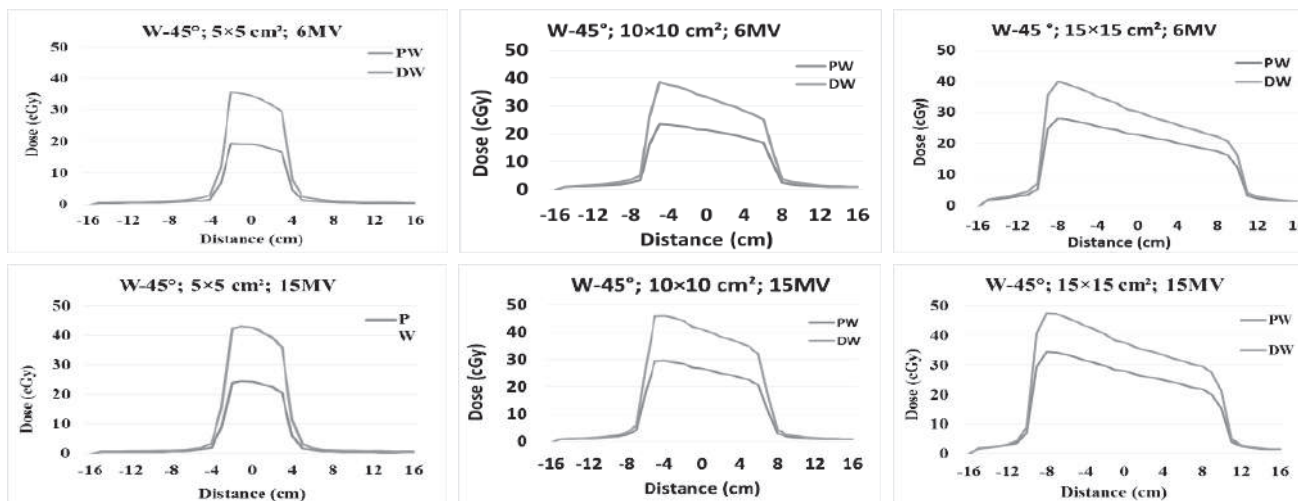 W-45°; 5×5 cm²; 6MV
50
40
30
20
10
0
Dose (cGy)
PW
DW
-16 -12 -8 -4 0 4 8 12 16
Distance (cm)
W-45°; 10×10 cm²; 6MV
50
40
30
20
10
0
Dose (cGy)
PW
DW
-16 -12 -8 -4 0 4 8 12 16
Distance (cm)
W-45 °; 15×15 cm²; 6MV
50
40
30
20
10
0
Dose (cGy)
PW
DW
-16 -12 -8 -4 0 4 8 12 16
Distance (cm)
W-45°; 5×5 cm²; 15MV
50
40
30
20
10
0
Dose (cGy)
P
W
-16 -12 -8 -4 0 4 8 12 16
Distance (cm)
W-45°; 10×10 cm²; 15MV
50
40
30
20
10
0
Dose (cGy)
PW
DW
-16 -12 -8 -4 0 4 8 12 16
Distance (cm)
W-45°; 15×15 cm²; 15MV
50
40
30
20
10
0
Dose (cGy)
PW
DW
-16 -12 -8 -4 0 4 8 12 16
Distance (cm)